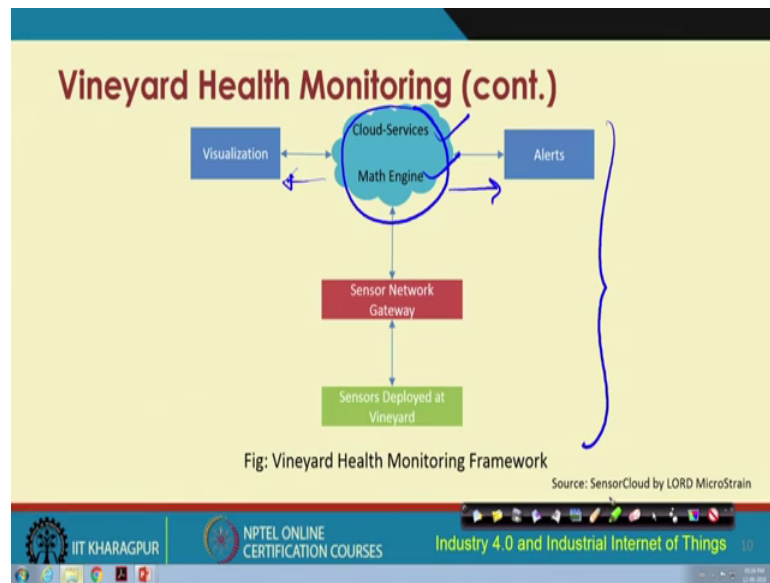 Vineyard Health Monitoring (cont.)
Cloud-Services
Visualization
Math Engine
Alerts
Sensor Network
Gateway
Sensors Deployed at
Vineyard
Fig: Vineyard Health Monitoring Framework
Source: SensorCloud by LORD MicroStrain
IIT KHARAGPUR
NPTEL ONLINE
CERTIFICATION COURSES
Industry 4.0 and Industrial Internet of Things
10